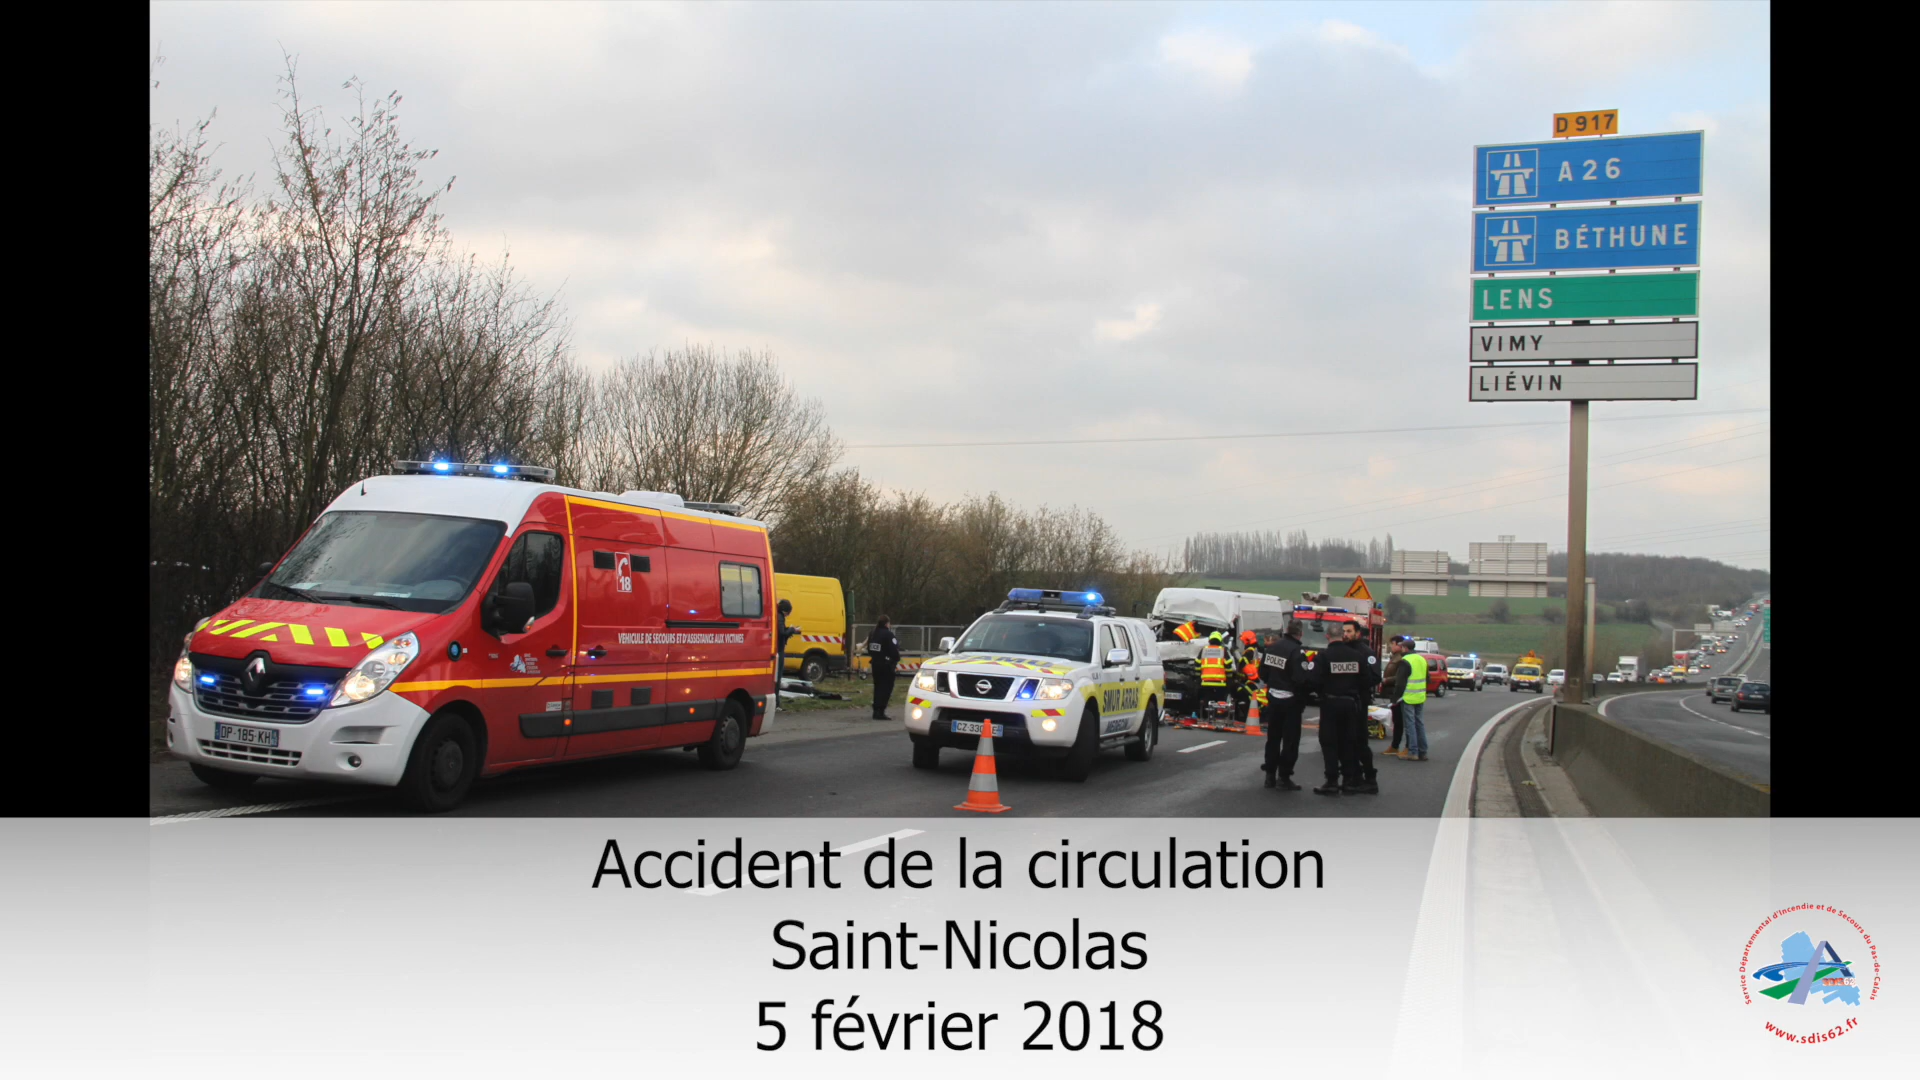 D 917
A 26
BÉTHUNE
LENS
VIMY
LIÉVIN
18
VEHICULE DE SECOURS ET D'ASSISTANCE AUX VICTIMES
SMUR ARRAS
POLICE
POLICE
DP-185-KH
Accident de la circulation
Saint-Nicolas
5 février 2018
Service Départemental d'Incendie et de Secours du Pas-de-Calais
www.sdis62.fr